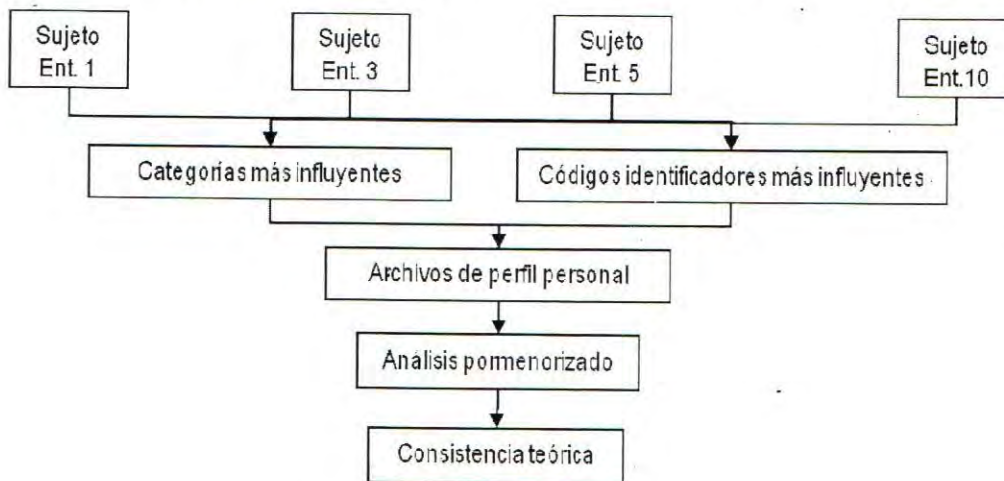 Sujeto
Ent. 1
Sujeto
Ent. 3
Sujeto
Ent. 5
Sujeto
Ent.10
Categorías más influyentes
Códigos identificadores más influyentes
Archivos de perfil personal
Análisis pormenorizado
Consistencia teórica